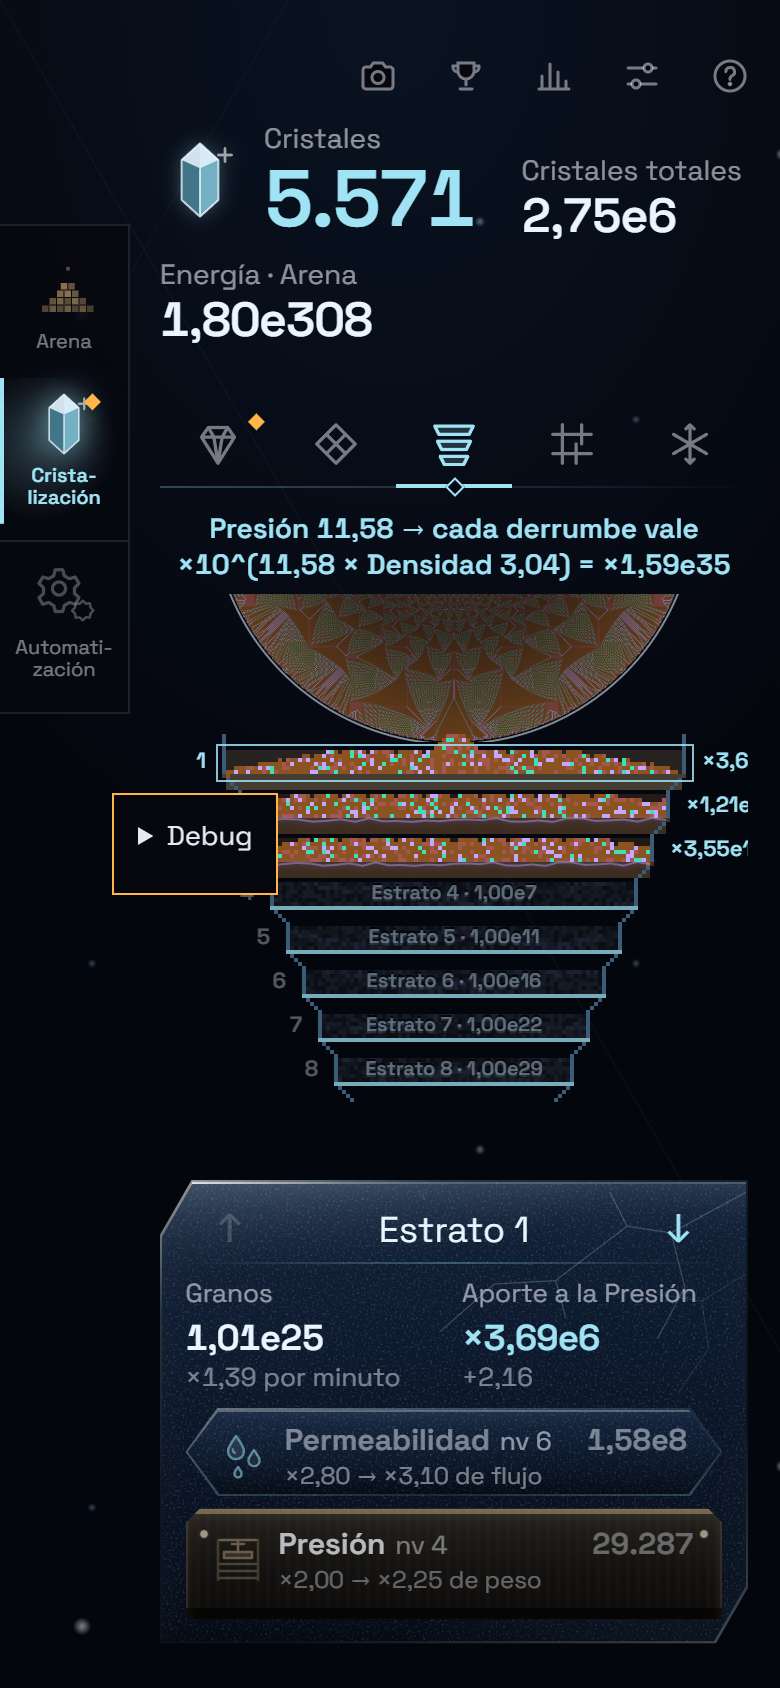 Cristales
5.571
Cristales totales
2,75e6
Energía · Arena
1,80e308
Arena
Crista-
lización
Automati-
zación
Presión 11,58 → cada derrumbe vale
×10^(11,58 × Densidad 3,04) = ×1,59e35
1
×3,6
×1,21e
▶ Debug
×3,55e1
Estrato 4 · 1,00e7
5
Estrato 5 · 1,00e11
6
Estrato 6 · 1,00e16
7
Estrato 7 · 1,00e22
8
Estrato 8 · 1,00e29
↑ Estrato 1 ↓
Granos
Aporte a la Presión
1,01e25
×3,69e6
×1,39 por minuto
+2,16
Permeabilidad nv 6 1,58e8
×2,80 → ×3,10 de flujo
Presión nv 4 29.287
×2,00 → ×2,25 de peso